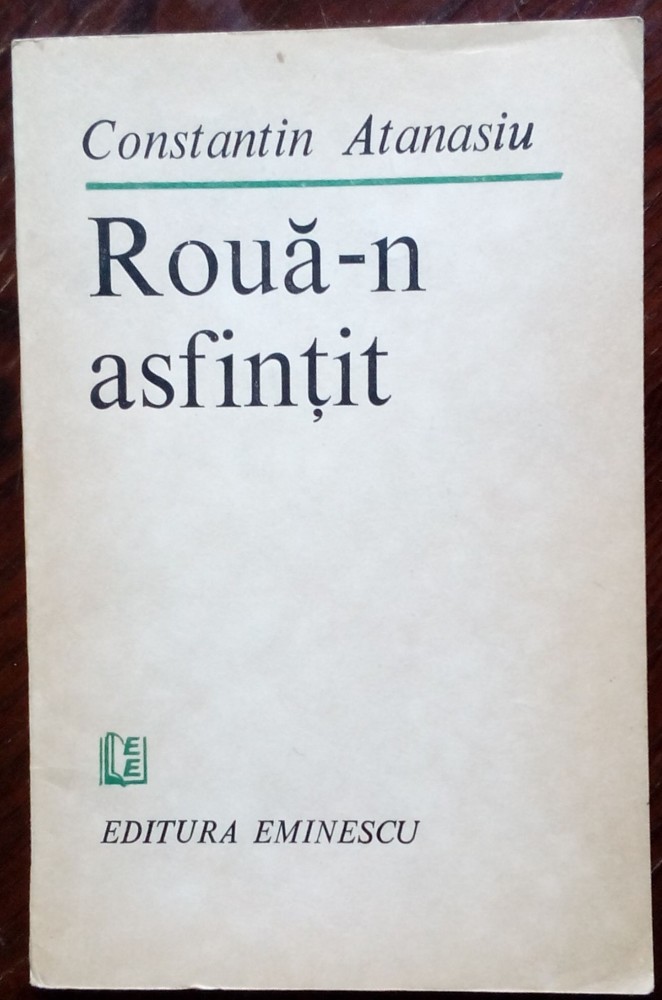 Constantin Atanasiu
Rouă-n
asfințit
E
E
EDITURA EMINESCU